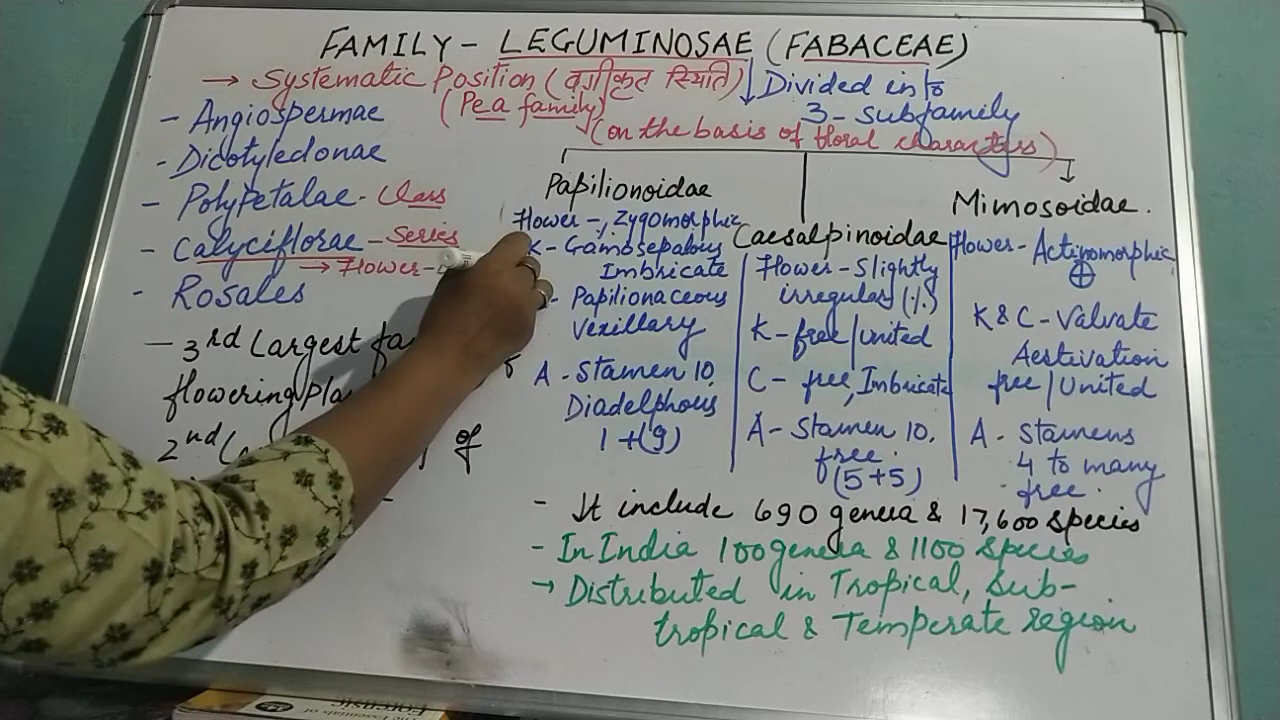 FAMILY - LEGUMINOSAE (FABACEAE)
→ Systematic Position (वर्गीकृत स्थिति)
(Pea family)
↓ Divided into
3 - subfamily
(on the basis of floral characters)
- Angiospermae
- Dicotyledonae
- Polypetalae - Class
- Calyciflorae - Series
→ Flower -
- Rosales
- 3rd Largest
flowering
2nd
of
Papilionoidae
Flower - ·/· Zygomorphic
K - Gamosepalous
Imbricate
- Papilionaceous
vexillary
A - Stamen 10,
Diadelphous
1 + (9)
Caesalpinoidae
Flower - Slightly
irregular (·/·)
K - free/United
C - free, Imbricate
A - Stamen 10,
free
(5+5)
Mimosoidae.
Flower - Actinomorphic
⊕
K & C - Valvate
Aestivation
free/United
A - Stamens
4 to many
free.
- It include 690 genera & 17,600 species
- In India 100 genera & 1100 species
→ Distributed in Tropical, Sub-
tropical & Temperate region
Forensic